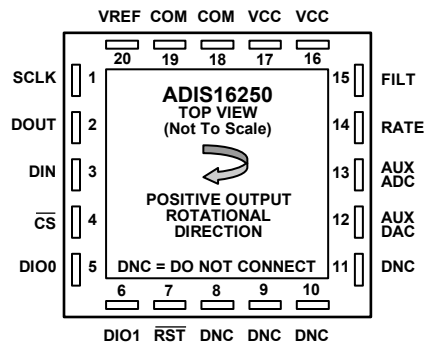 VREF COM COM VCC VCC
20 19 18 17 16
SCLK 1
DOUT 2
DIN 3
C̅S̅ 4
DIO0 5
ADIS16250
TOP VIEW
(Not To Scale)
POSITIVE OUTPUT
ROTATIONAL
DIRECTION
DNC = DO NOT CONNECT
15 FILT
14 RATE
13 AUX
ADC
12 AUX
DAC
11 DNC
6 7 8 9 10
DIO1 R̅S̅T̅ DNC DNC DNC